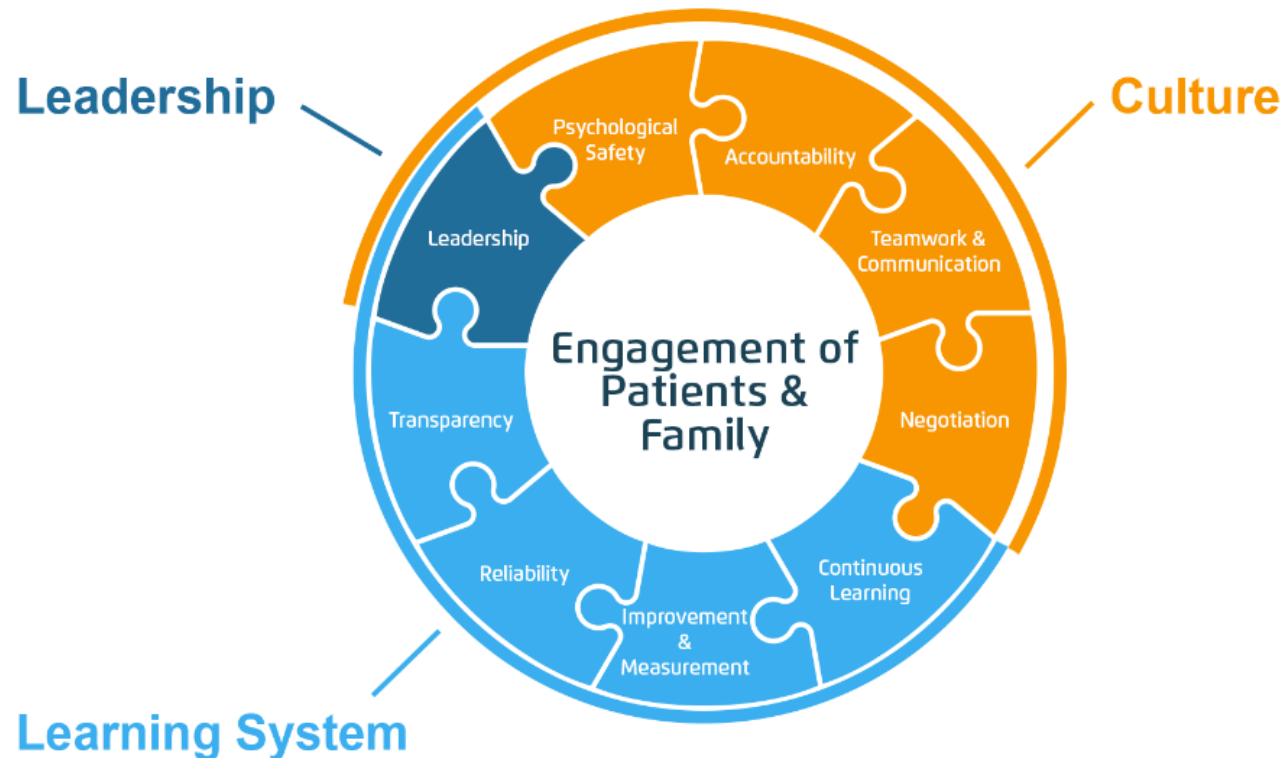 Leadership
Culture
Psychological
Safety
Accountability
Leadership
Teamwork &
Communication
Engagement of
Patients &
Family
Transparency
Negotiation
Reliability
Continuous
Learning
Improvement
&
Measurement
Learning System